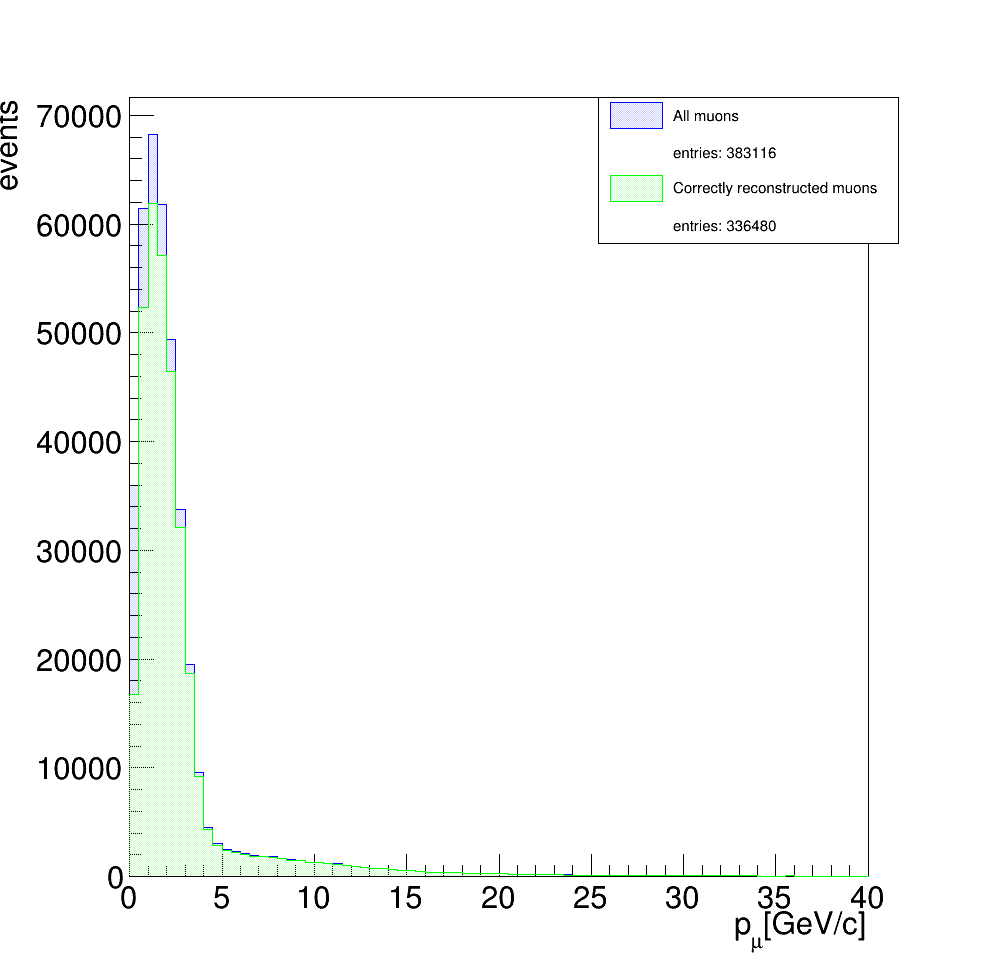 events
70000
60000
50000
40000
30000
20000
10000
0
All muons
entries: 383116
Correctly reconstructed muons
entries: 336480
0 5 10 15 20 25 30 35 40
pμ[GeV/c]